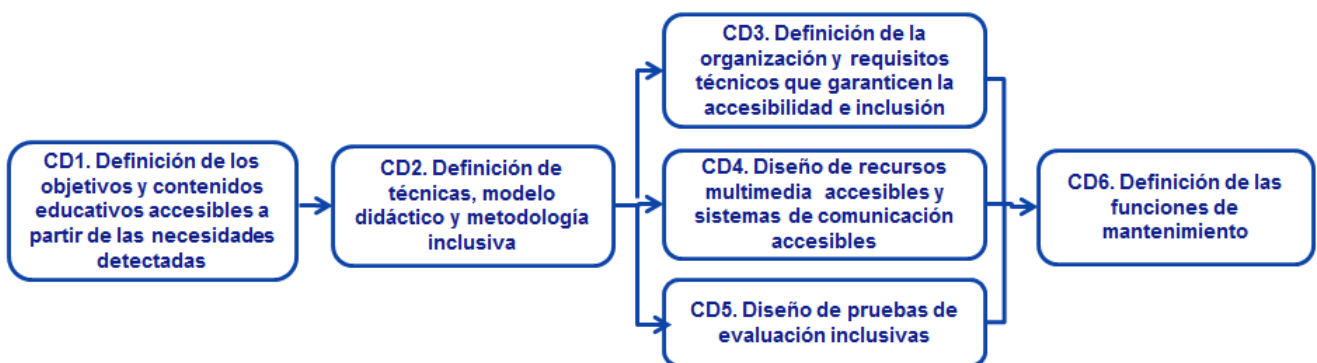 CD1. Definición de los
objetivos y contenidos
educativos accesibles a
partir de las necesidades
detectadas
CD2. Definición de
técnicas, modelo
didáctico y metodología
inclusiva
CD3. Definición de la
organización y requisitos
técnicos que garanticen la
accesibilidad e inclusión
CD4. Diseño de recursos
multimedia accesibles y
sistemas de comunicación
accesibles
CD5. Diseño de pruebas de
evaluación inclusivas
CD6. Definición de las
funciones de
mantenimiento